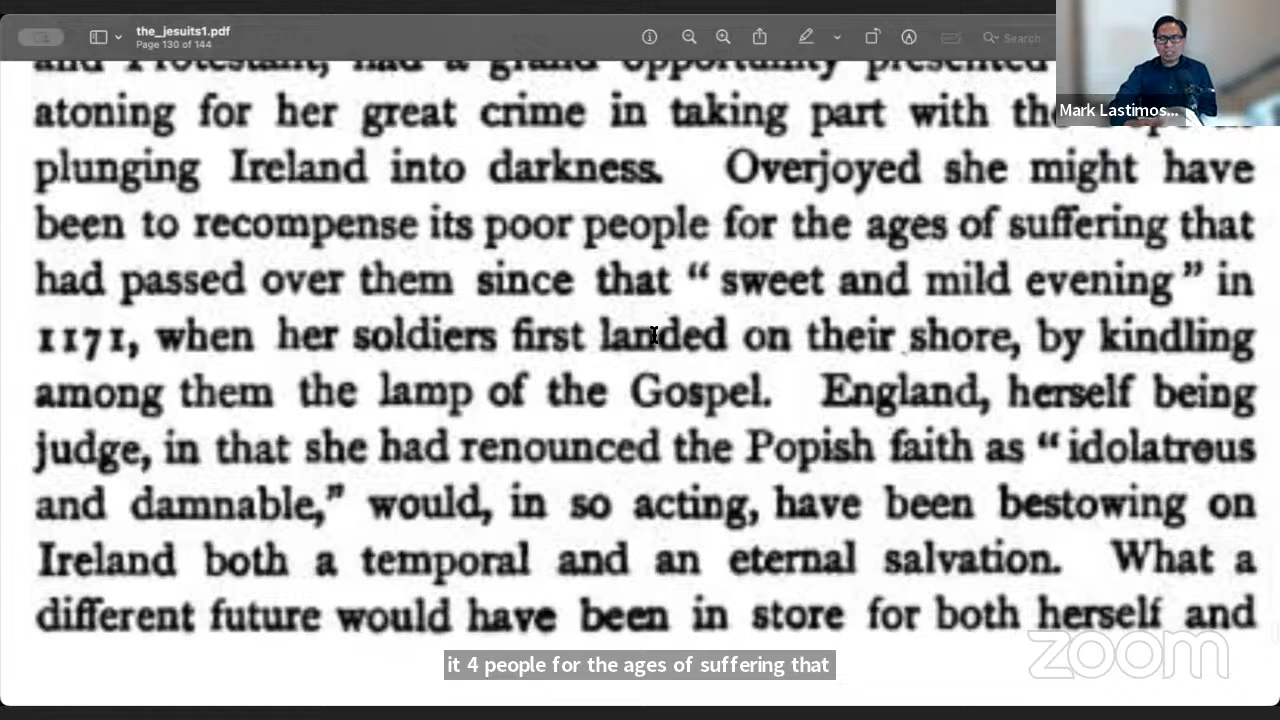 the_jesuits1.pdf
Page 130 of 144
Search
Mark Lastimos...
and Protestant, had a grand opportunity presented
atoning for her great crime in taking part with
plunging Ireland into darkness. Overjoyed she might have
been to recompense its poor people for the ages of suffering that
had passed over them since that “ sweet and mild evening ” in
1171, when her soldiers first landed on their shore, by kindling
among them the lamp of the Gospel. England, herself being
judge, in that she had renounced the Popish faith as “ idolatrous
and damnable,” would, in so acting, have been bestowing on
Ireland both a temporal and an eternal salvation. What a
different future would have been in store for both herself and
it 4 people for the ages of suffering that
zoom